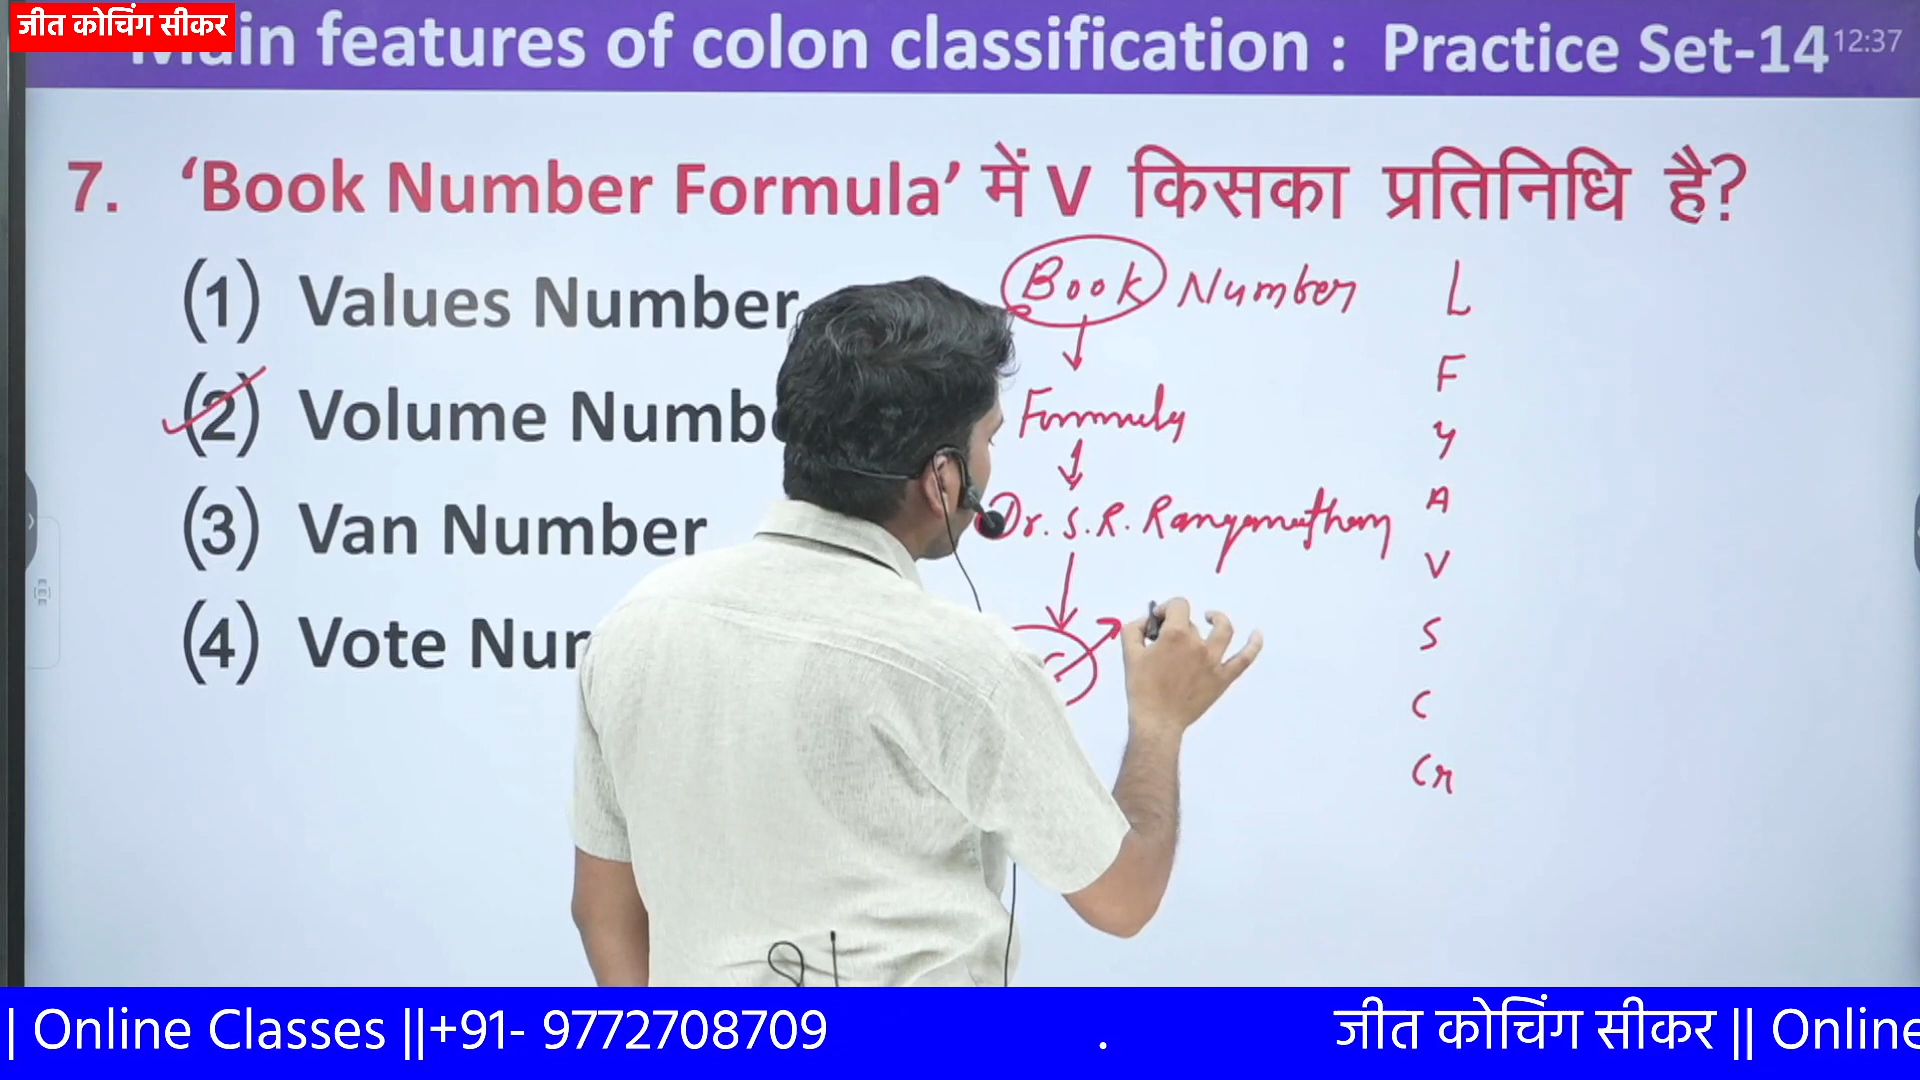 जीत कोचिंग सीकर
Main features of colon classification : Practice Set-14
12:37
7. ‘Book Number Formula’ में V किसका प्रतिनिधि है?
(1) Values Number
(2) Volume Numbe
(3) Van Number
(4) Vote Nur
Book Number
Formula
Dr. S. R. Ranganathan
L
F
Y
A
V
S
C
Cr
|| Online Classes ||+91- 9772708709 . जीत कोचिंग सीकर || Online